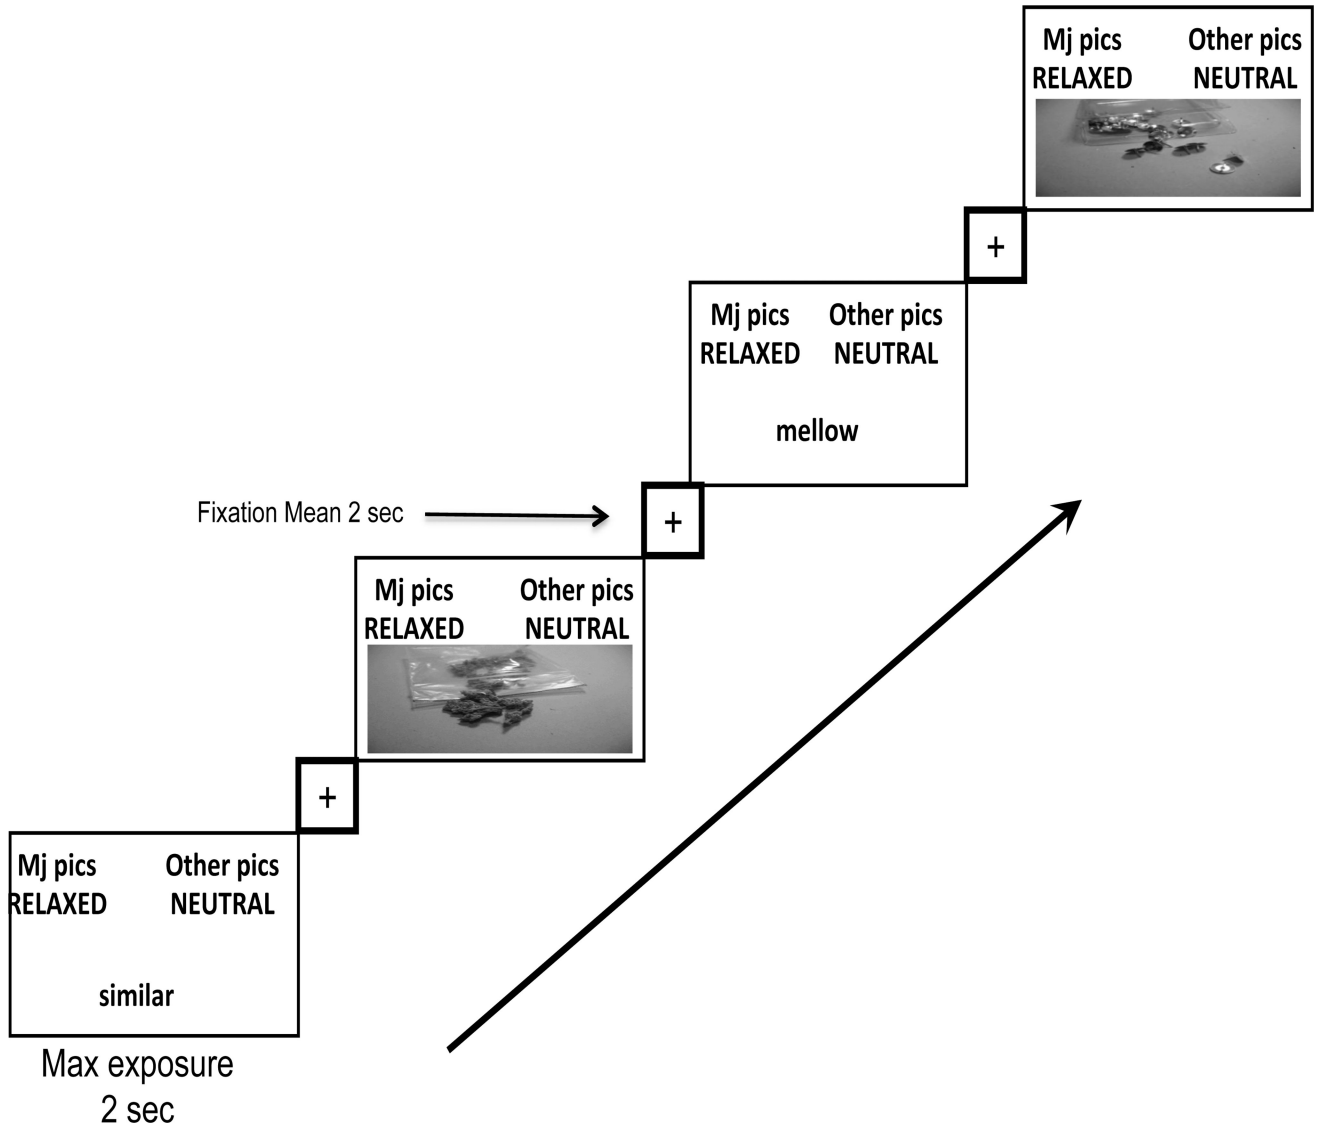 Mj pics Other pics
RELAXED NEUTRAL
+
Mj pics Other pics
RELAXED NEUTRAL
mellow
Fixation Mean 2 sec
+
Mj pics Other pics
RELAXED NEUTRAL
+
Mj pics Other pics
RELAXED NEUTRAL
similar
Max exposure
2 sec